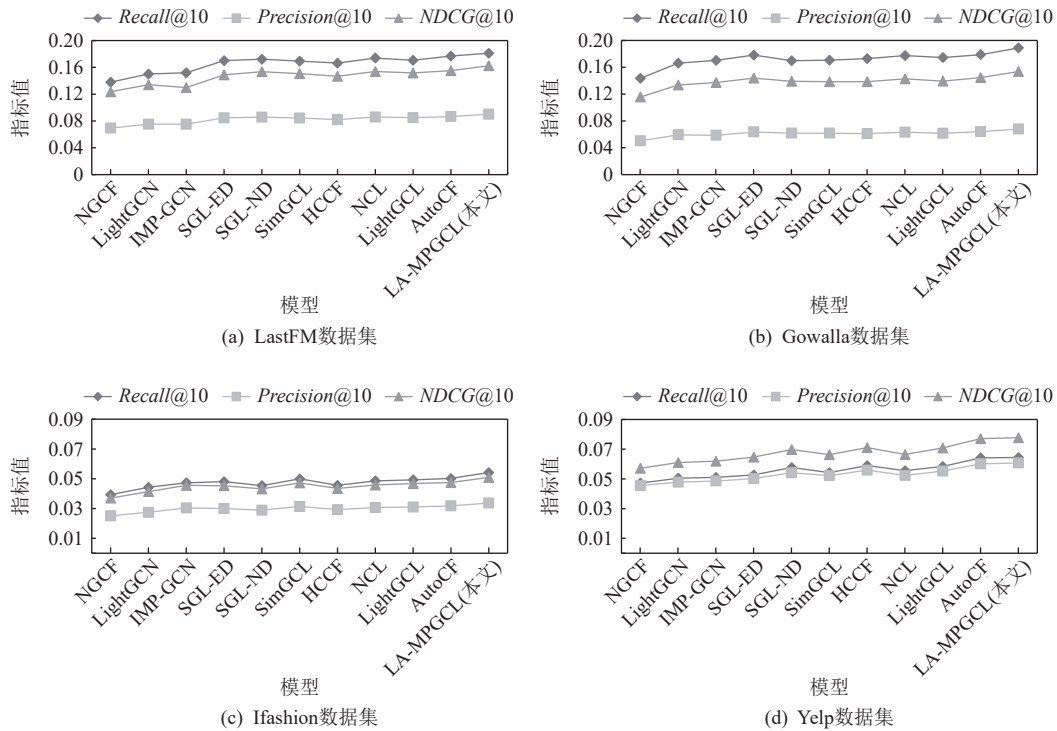 Recall@10 Precision@10 NDCG@10
0.20
0.16
0.12
0.08
0.04
0
指标值
NGCF
LightGCN
IMP-GCN
SGL-ED
SGL-ND
SimGCL
HCCF
NCL
LightGCL
AutoCF
LA-MPGCL(本文)
模型
(a) LastFM数据集
Recall@10 Precision@10 NDCG@10
0.20
0.16
0.12
0.08
0.04
0
指标值
NGCF
LightGCN
IMP-GCN
SGL-ED
SGL-ND
SimGCL
HCCF
NCL
LightGCL
AutoCF
LA-MPGCL(本文)
模型
(b) Gowalla数据集
Recall@10 Precision@10 NDCG@10
0.09
0.07
0.05
0.03
0.01
指标值
NGCF
LightGCN
IMP-GCN
SGL-ED
SGL-ND
SimGCL
HCCF
NCL
LightGCL
AutoCF
LA-MPGCL(本文)
模型
(c) Ifashion数据集
Recall@10 Precision@10 NDCG@10
0.09
0.07
0.05
0.03
0.01
指标值
NGCF
LightGCN
IMP-GCN
SGL-ED
SGL-ND
SimGCL
HCCF
NCL
LightGCL
AutoCF
LA-MPGCL(本文)
模型
(d) Yelp数据集